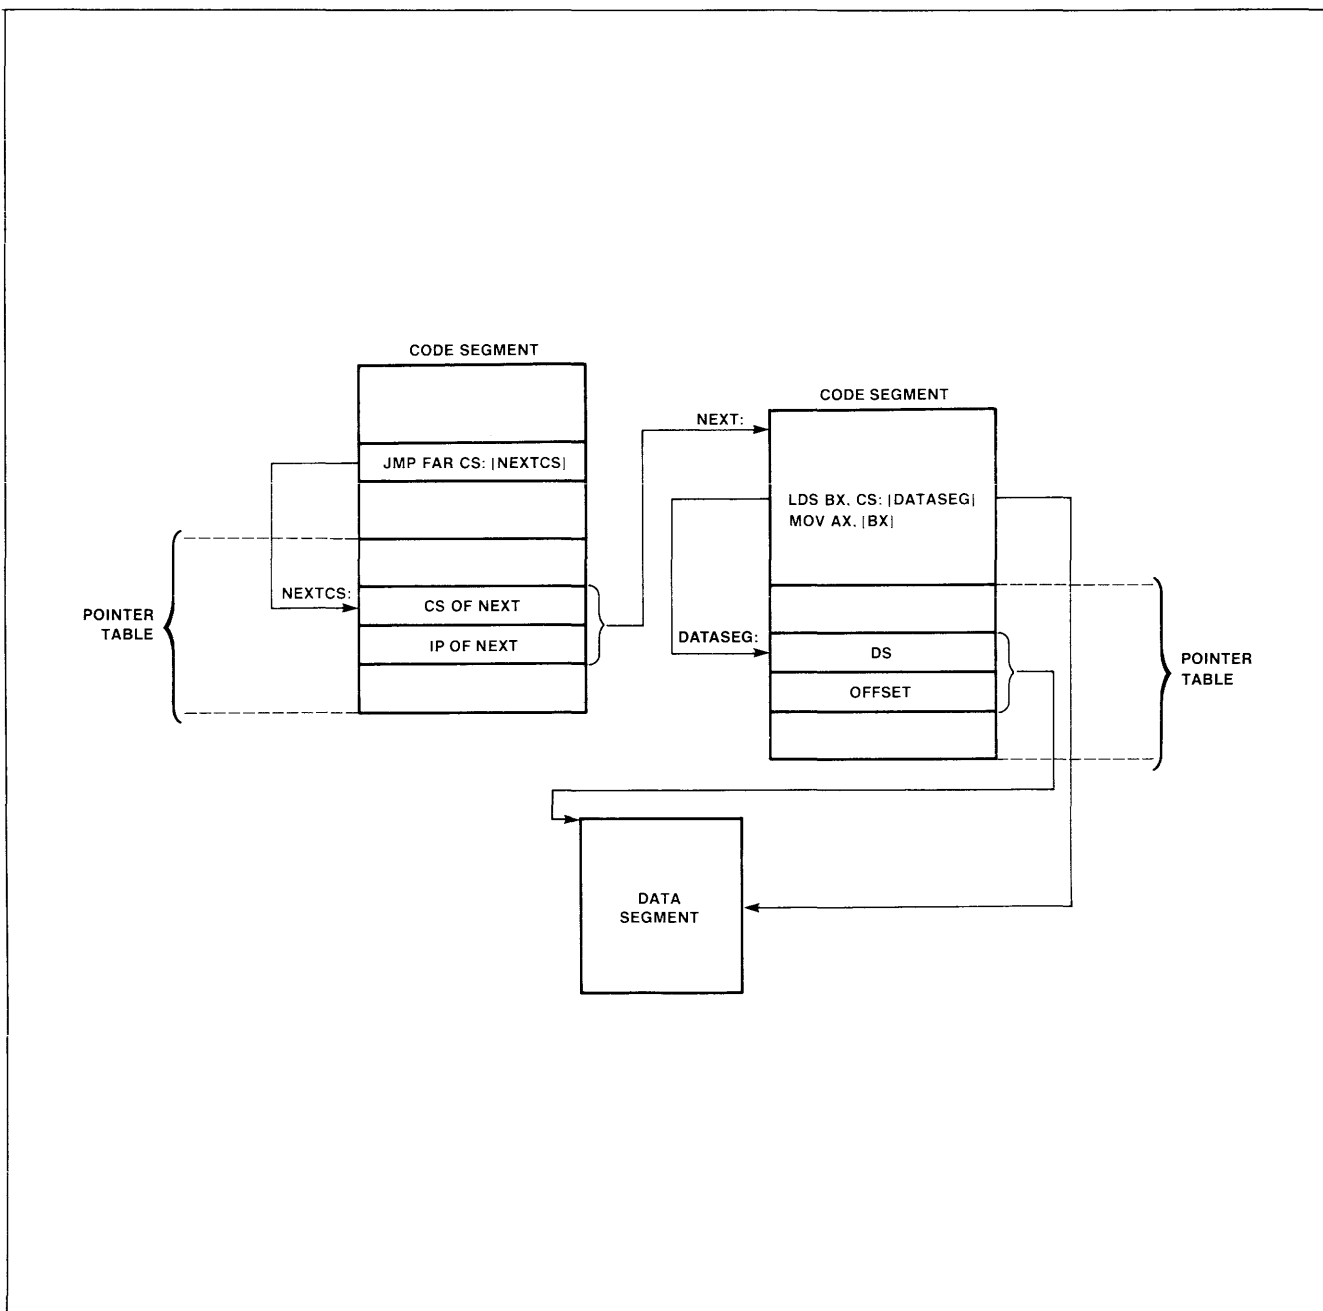 CODE SEGMENT
JMP FAR CS: |NEXTCS|
POINTER
TABLE
NEXTCS:
CS OF NEXT
IP OF NEXT
CODE SEGMENT
NEXT:
LDS BX, CS: |DATASEG|
MOV AX, |BX|
DATASEG:
DS
OFFSET
POINTER
TABLE
DATA
SEGMENT